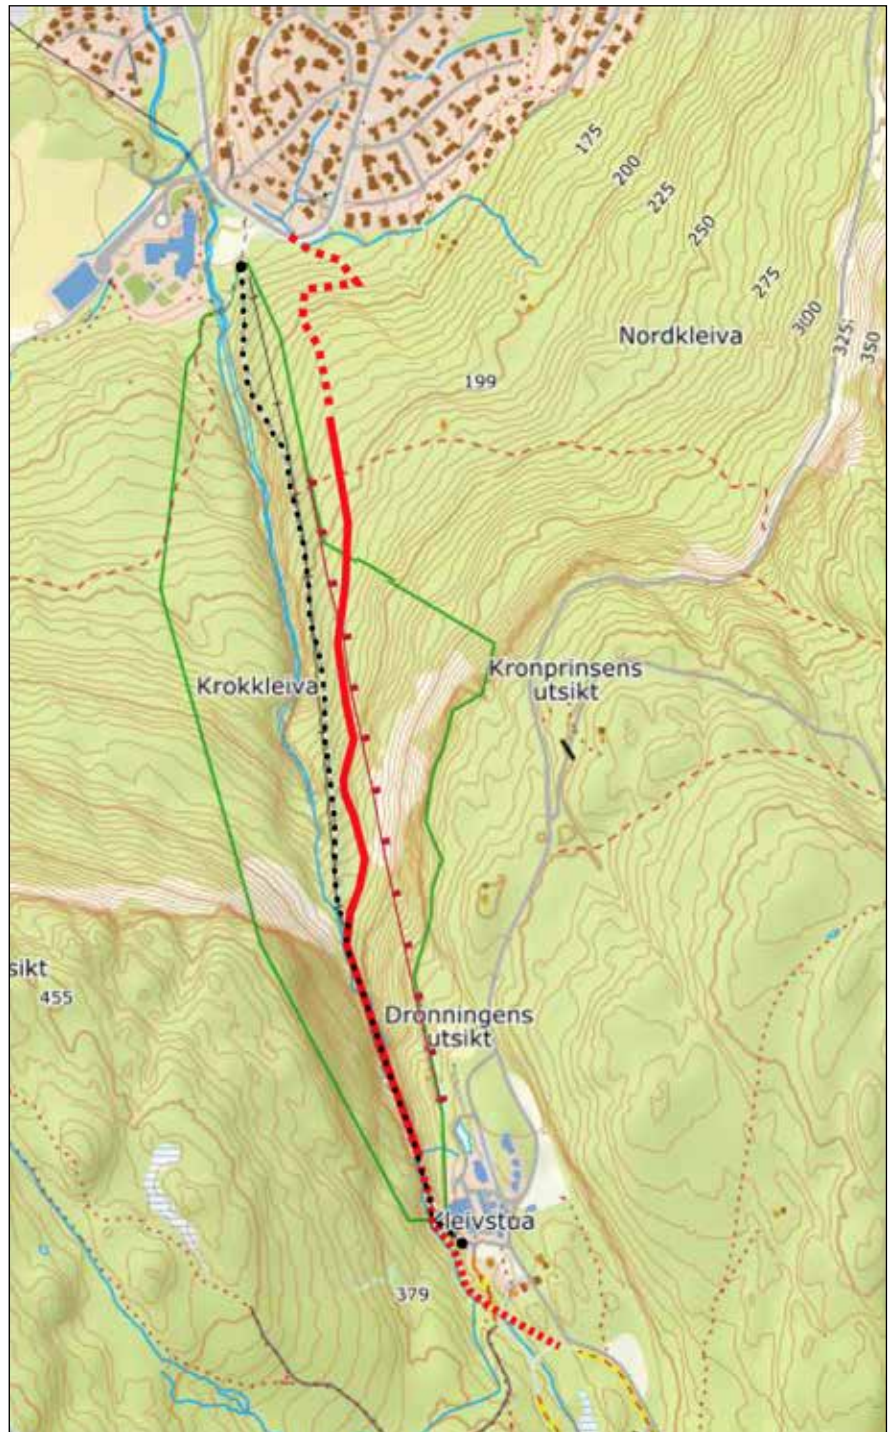 175
200
225
250
275
300
325
350
Nordkleiva
199
Kronprinsens
utsikt
Krokkleiva
sikt
455
Dronningens
utsikt
Kleivstua
379